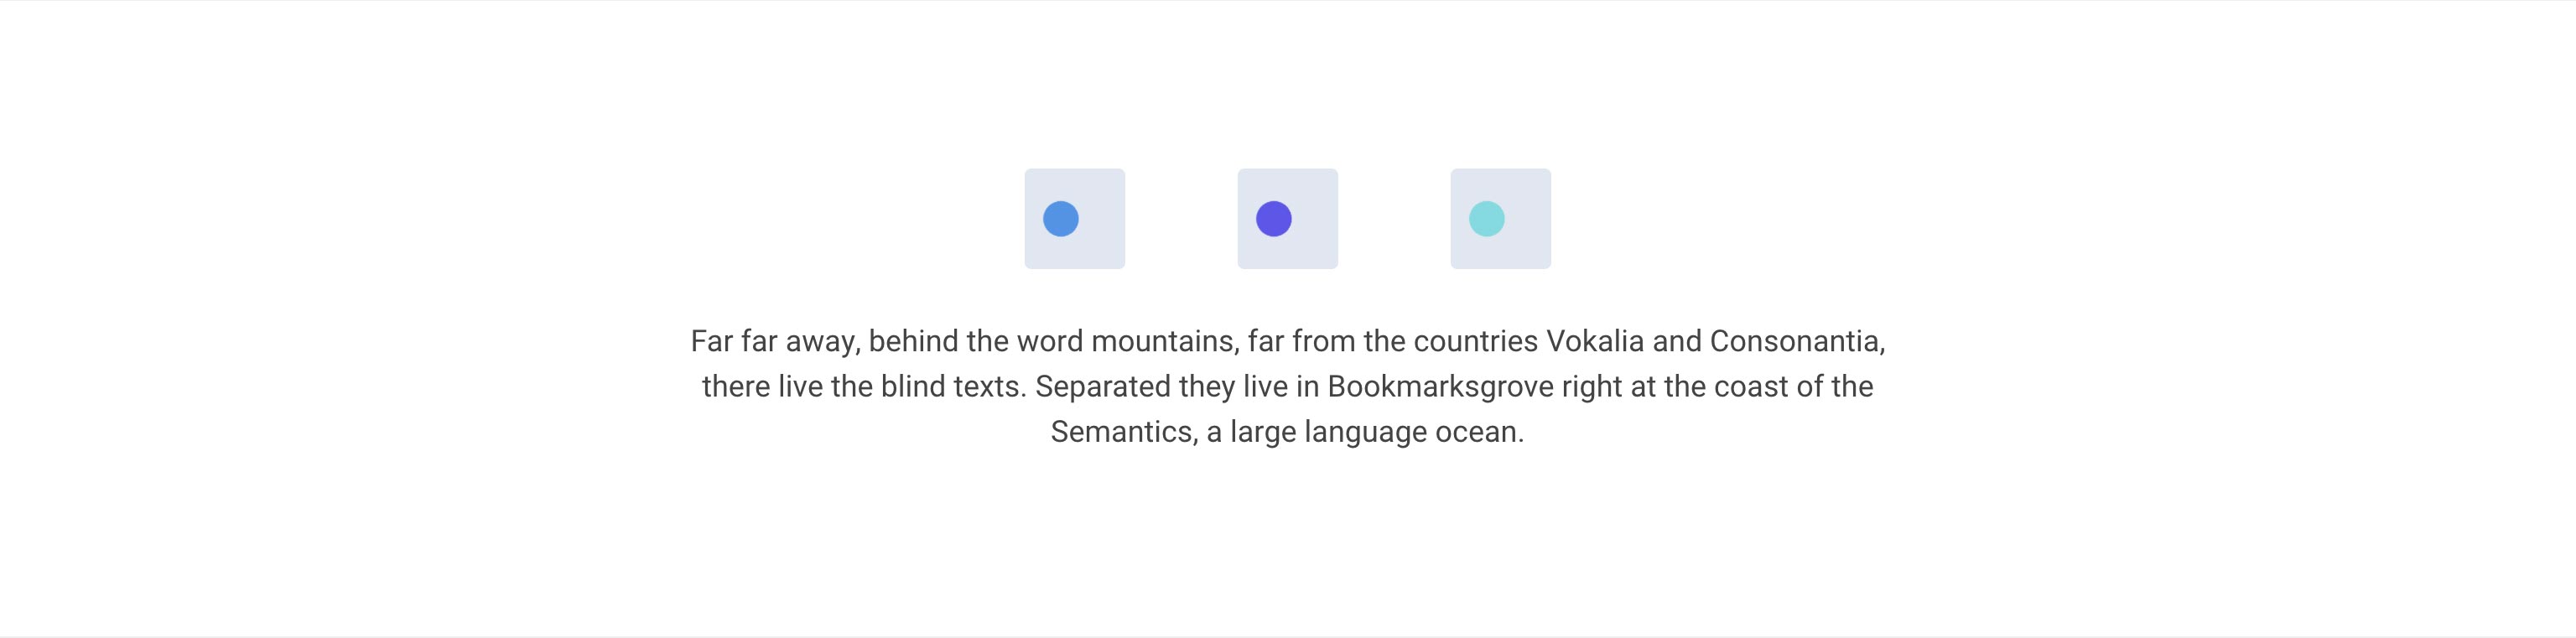 Far far away, behind the word mountains, far from the countries Vokalia and Consonantia,
there live the blind texts. Separated they live in Bookmarksgrove right at the coast of the
Semantics, a large language ocean.